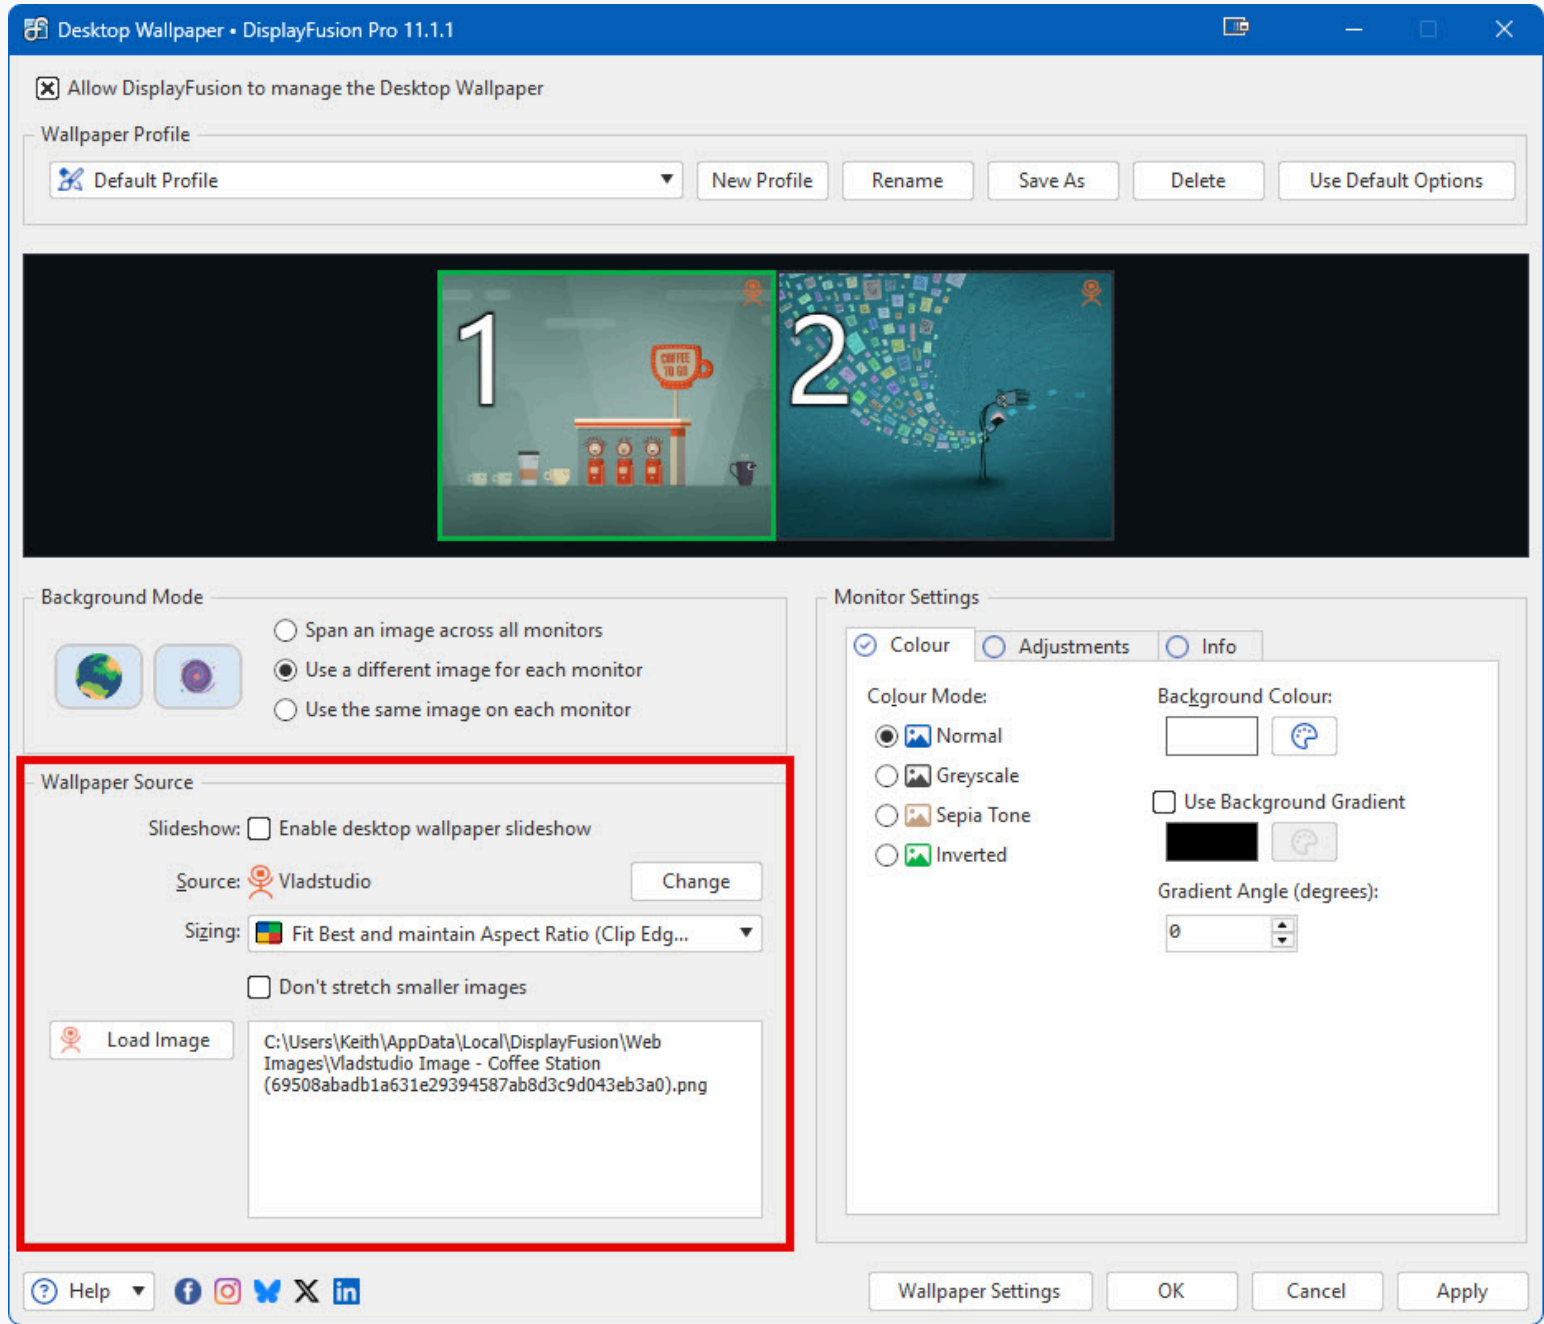 Desktop Wallpaper • DisplayFusion Pro 11.1.1
Allow DisplayFusion to manage the Desktop Wallpaper
Wallpaper Profile
Default Profile
New Profile
Rename
Save As
Delete
Use Default Options
1
COFFEE
TO GO
2
Background Mode
Span an image across all monitors
Use a different image for each monitor
Use the same image on each monitor
Wallpaper Source
Slideshow: Enable desktop wallpaper slideshow
Source: Vladstudio
Change
Sizing: Fit Best and maintain Aspect Ratio (Clip Edg...
Don't stretch smaller images
Load Image
C:\Users\Keith\AppData\Local\DisplayFusion\Web
Images\Vladstudio Image - Coffee Station
(69508abadb1a631e29394587ab8d3c9d043eb3a0).png
Monitor Settings
Colour
Adjustments
Info
Colour Mode:
Normal
Greyscale
Sepia Tone
Inverted
Background Colour:
Use Background Gradient
Gradient Angle (degrees):
0
Help
Wallpaper Settings
OK
Cancel
Apply